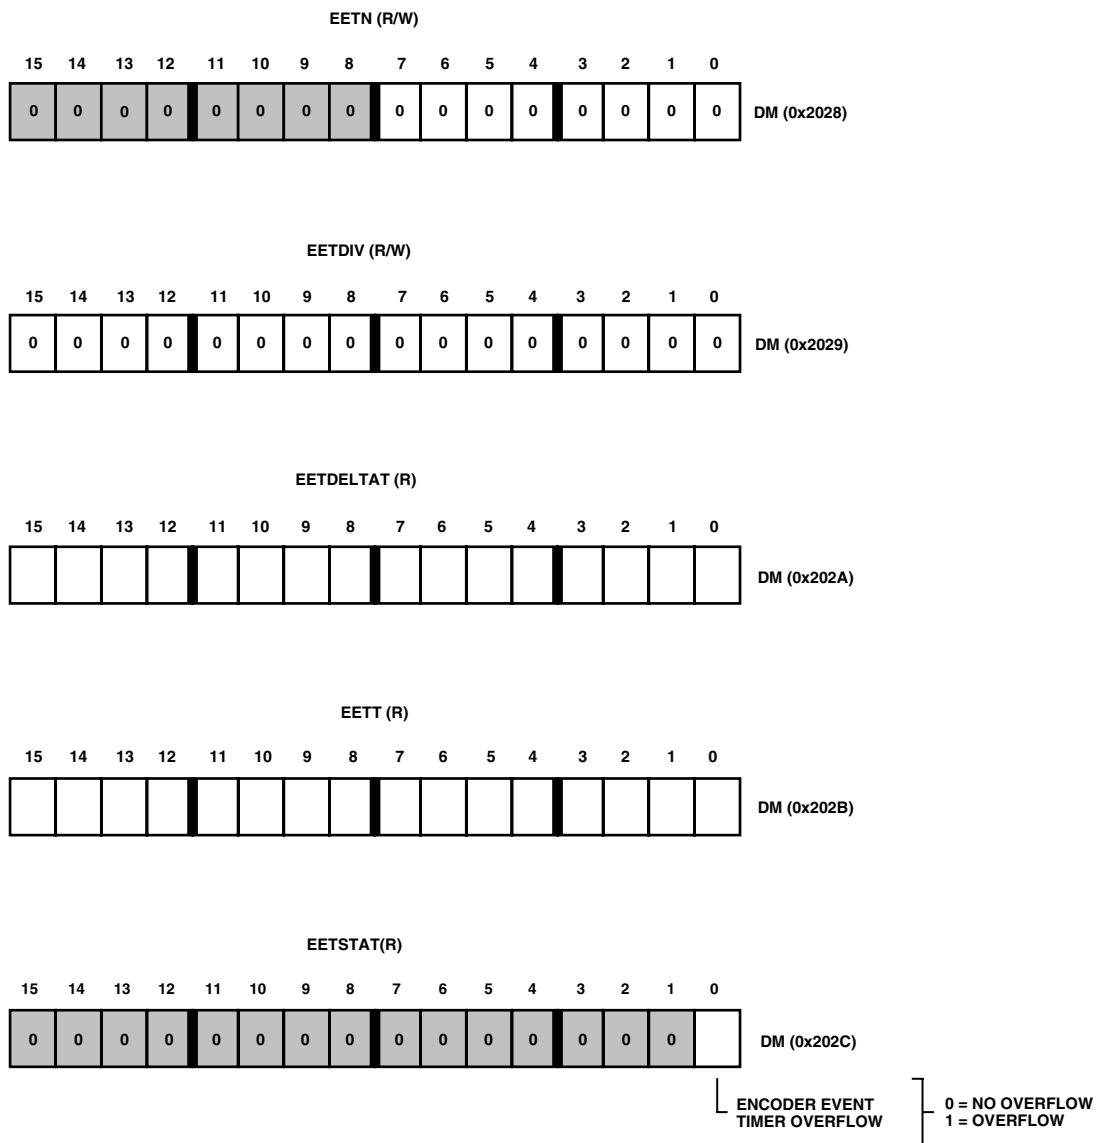 EETN (R/W)
15 14 13 12 11 10 9 8 7 6 5 4 3 2 1 0
0 0 0 0 0 0 0 0 0 0 0 0 0 0 0 0 DM (0x2028)
EETDIV (R/W)
15 14 13 12 11 10 9 8 7 6 5 4 3 2 1 0
0 0 0 0 0 0 0 0 0 0 0 0 0 0 0 0 DM (0x2029)
EETDELTAT (R)
15 14 13 12 11 10 9 8 7 6 5 4 3 2 1 0
DM (0x202A)
EETT (R)
15 14 13 12 11 10 9 8 7 6 5 4 3 2 1 0
DM (0x202B)
EETSTAT(R)
15 14 13 12 11 10 9 8 7 6 5 4 3 2 1 0
0 0 0 0 0 0 0 0 0 0 0 0 0 0 0 DM (0x202C)
ENCODER EVENT 0 = NO OVERFLOW
TIMER OVERFLOW 1 = OVERFLOW